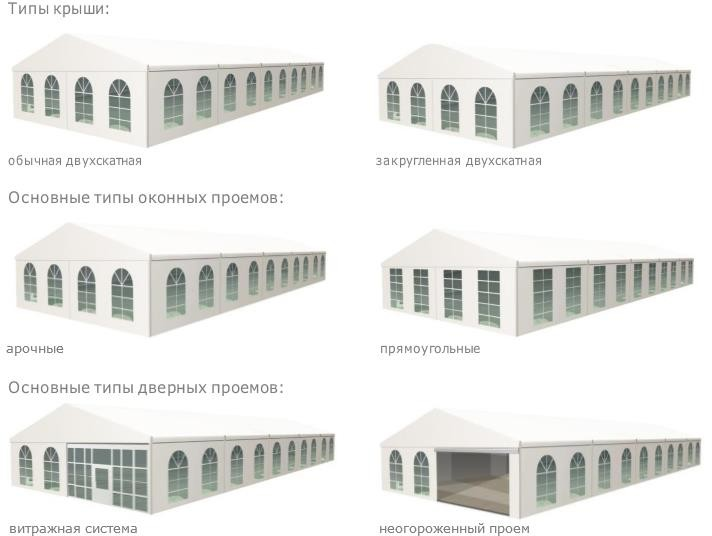 Типы крыши:
обычная двухскатная
закругленная двухскатная
Основные типы оконных проемов:
арочные
прямоугольные
Основные типы дверных проемов:
витражная система
неогороженный проем